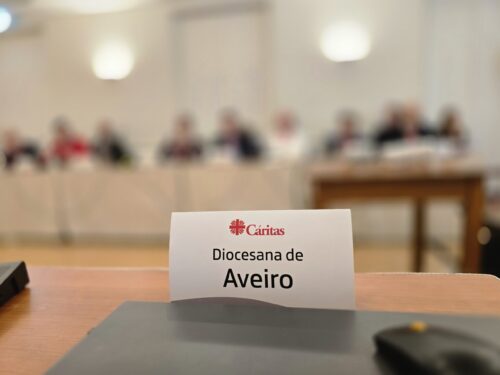 Cáritas
Diocesana de
Aveiro